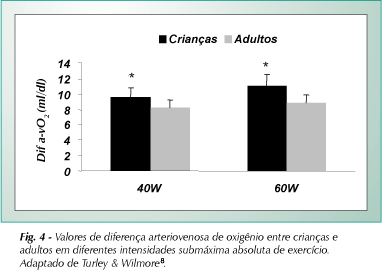 Crianças Adultos
Dif a-vO2 (ml/dl)
14
12
10
8
6
4
2
0
* *
40W 60W
Fig. 4 - Valores de diferença arteriovenosa de oxigênio entre crianças e
adultos em diferentes intensidades submáxima absoluta de exercício.
Adaptado de Turley & Wilmore8.